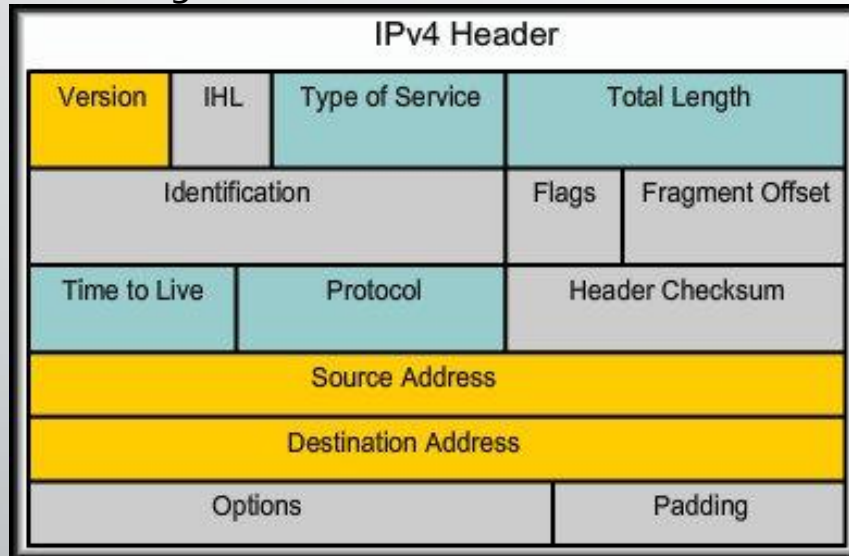 IPv4 Header
Version IHL Type of Service Total Length
Identification Flags Fragment Offset
Time to Live Protocol Header Checksum
Source Address
Destination Address
Options Padding